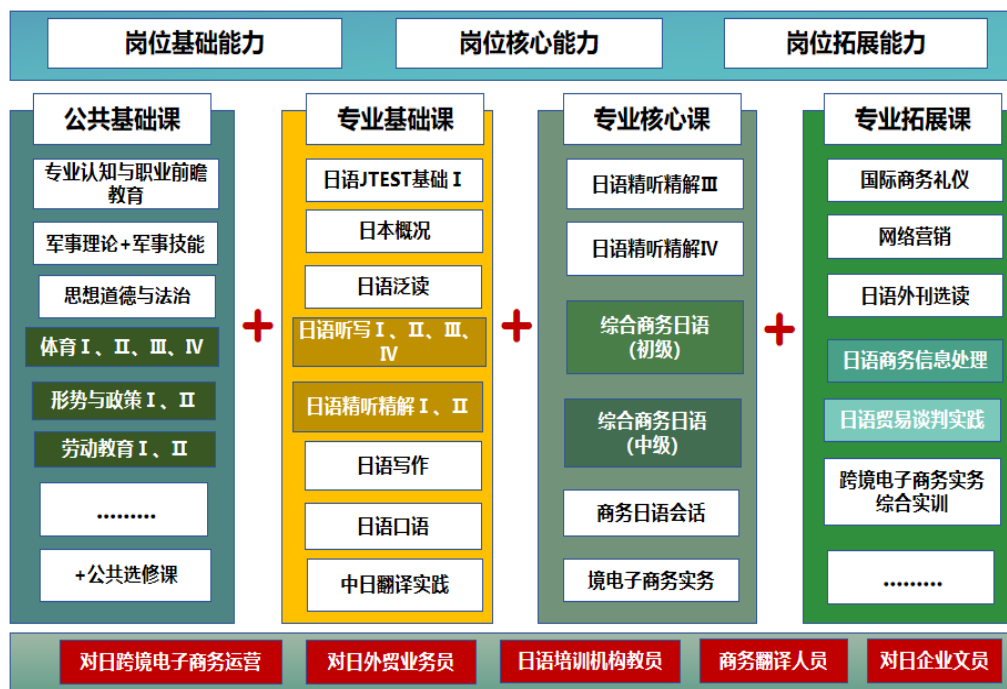 岗位基础能力
岗位核心能力
岗位拓展能力
公共基础课
专业认知与职业前瞻
教育
军事理论+军事技能
思想道德与法治
体育Ⅰ、Ⅱ、Ⅲ、Ⅳ
形势与政策Ⅰ、Ⅱ
劳动教育Ⅰ、Ⅱ
.........
+公共选修课
+
专业基础课
日语JTEST基础Ⅰ
日本概况
日语泛读
日语听写Ⅰ、Ⅱ、Ⅲ、
Ⅳ
日语精听精解Ⅰ、Ⅱ
日语写作
日语口语
中日翻译实践
+
专业核心课
日语精听精解Ⅲ
日语精听精解Ⅳ
综合商务日语
(初级)
综合商务日语
(中级)
商务日语会话
境电子商务实务
+
专业拓展课
国际商务礼仪
网络营销
日语外刊选读
日语商务信息处理
日语贸易谈判实践
跨境电子商务实务
综合实训
.........
对日跨境电子商务运营
对日外贸业务员
日语培训机构教员
商务翻译人员
对日企业文员